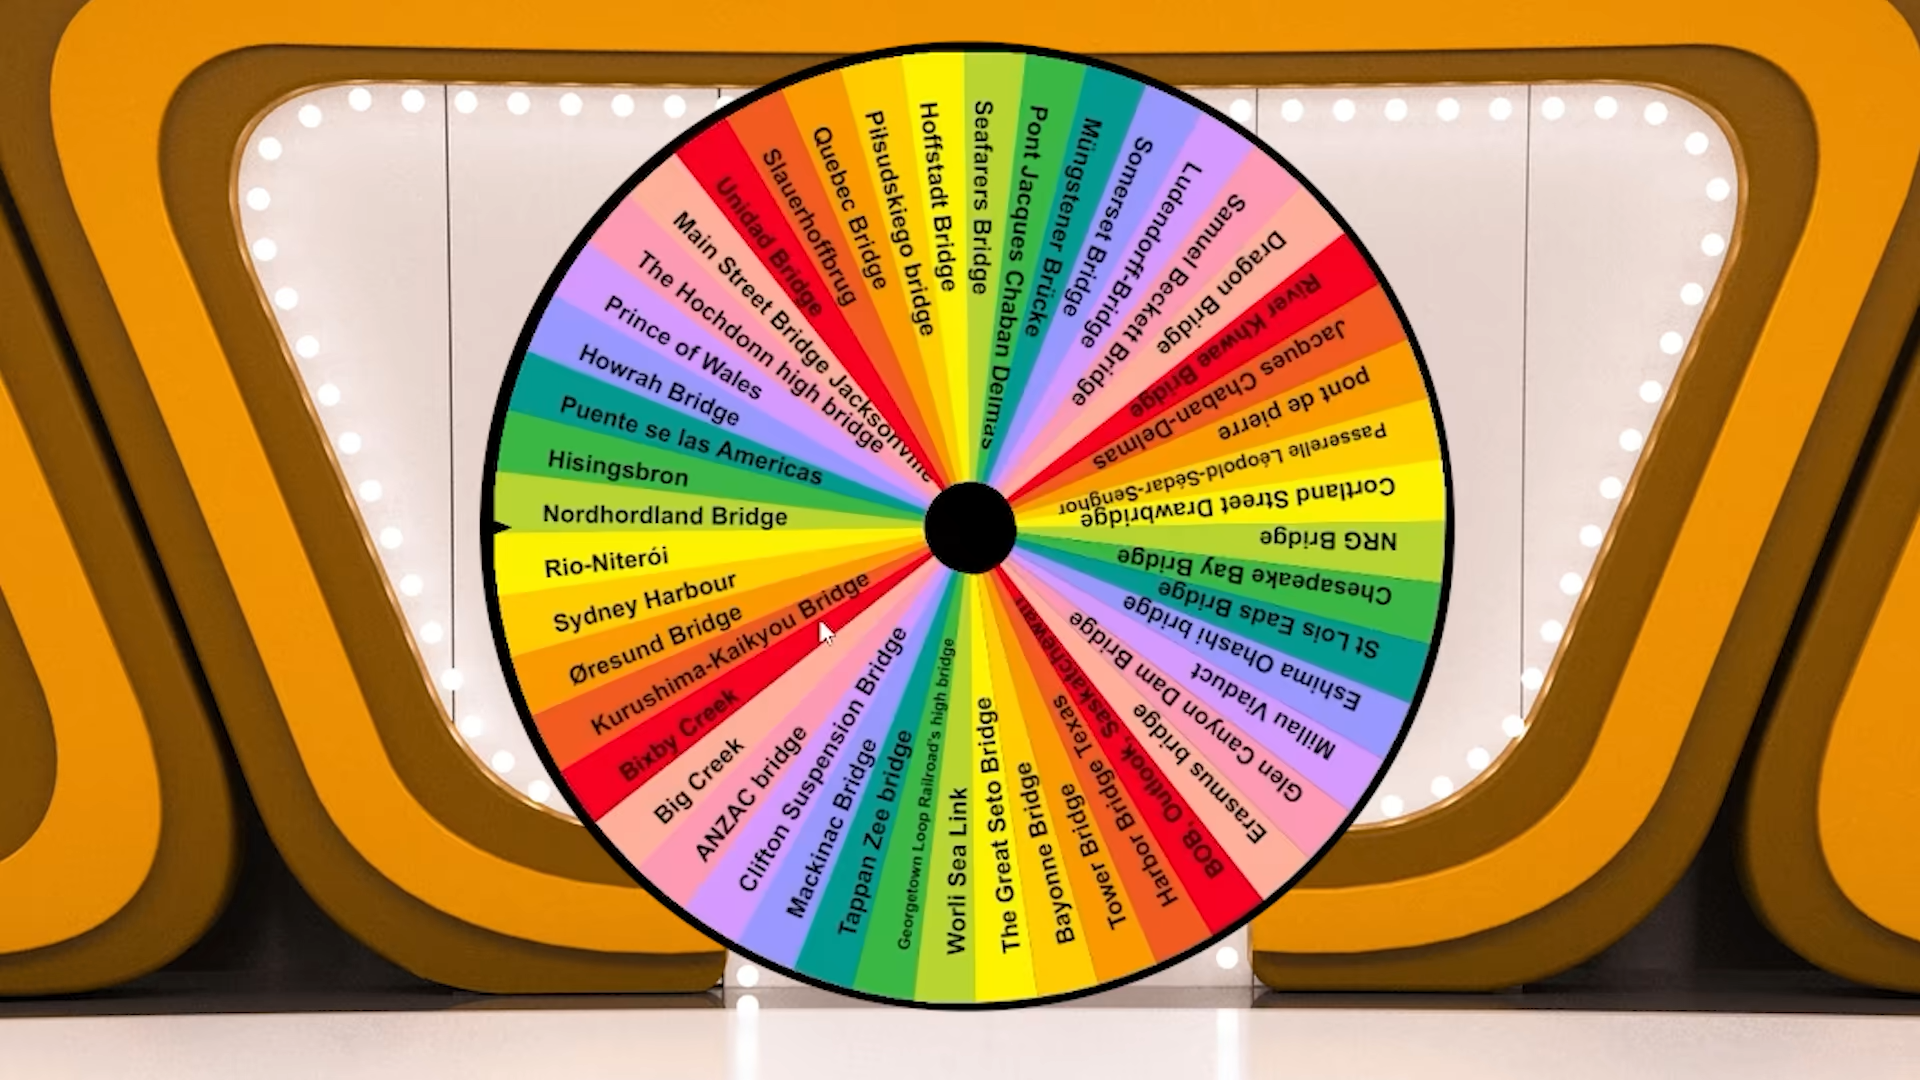 Seafarers Bridge
Pont Jacques Chaban Delmas
Müngstener Brücke
Somerset Bridge
Ludendorff-Bridge
Samuel Beckett Bridge
Dragon Bridge
River Khwae Bridge
Jacques Chaban-Delmas
pont de pierre
Passerelle Léopold-Sédar-Senghor
Cortland Street Drawbridge
NRG Bridge
Chesapeake Bay Bridge
St Lois Eads Bridge
Eshima Ohashi bridge
Millau Viaduct
Glen Canyon Dam Bridge
Erasmus bridge
BOB, Outlook, Saskatchewan
Harbor Bridge Texas
Tower Bridge
Bayonne Bridge
The Great Seto Bridge
Worli Sea Link
Georgetown Loop Railroad's high bridge
Tappan Zee bridge
Mackinac Bridge
Clifton Suspension Bridge
ANZAC bridge
Big Creek
Bixby Creek
Kurushima-Kaikyou Bridge
Øresund Bridge
Sydney Harbour
Rio-Niterói
Nordhordland Bridge
Hisingsbron
Puente se las Americas
Howrah Bridge
Prince of Wales
The Hochdonn high bridge
Main Street Bridge Jacksonville
Unidad Bridge
Slauerhoffbrug
Quebec Bridge
Piłsudskiego bridge
Hoffstadt Bridge